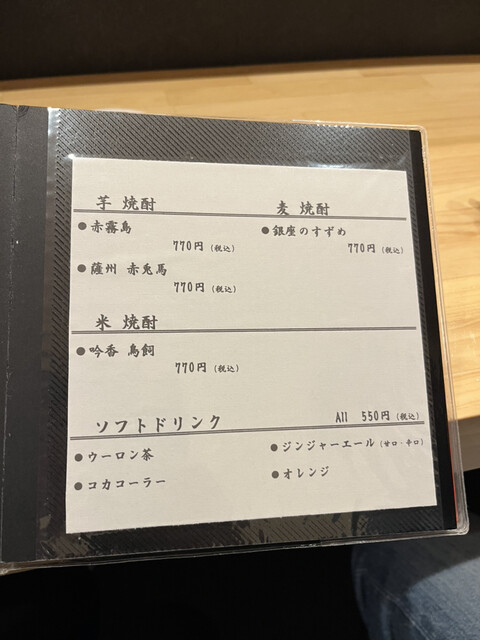 芋 焼酎
●赤霧島
770円 (税込)
●薩州 赤兎馬
770円 (税込)
麦 焼酎
●銀座のすずめ
770円 (税込)
米 焼酎
●吟香 鳥飼
770円 (税込)
ソフトドリンク All 550円 (税込)
●ウーロン茶
●コカコーラー
●ジンジャーエール (甘口・辛口)
●オレンジ